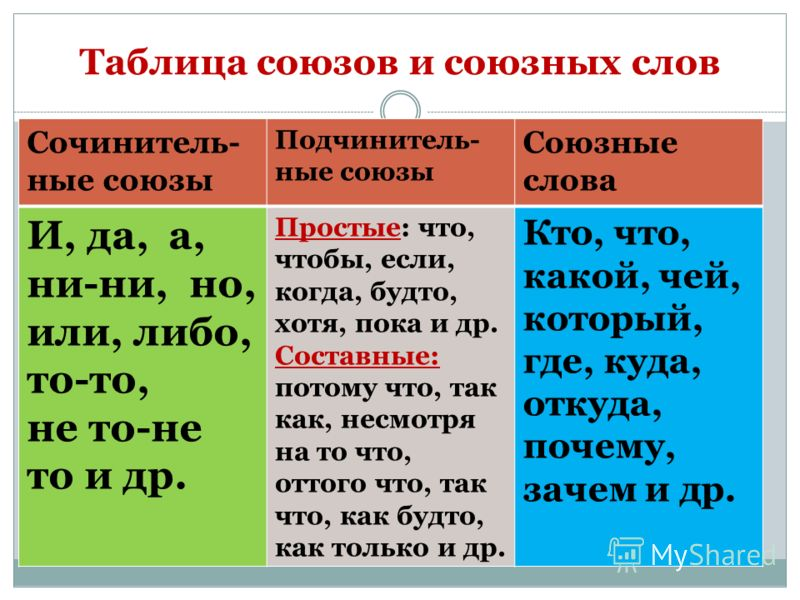 Таблица союзов и союзных слов
Сочинитель-
ные союзы
Подчинитель-
ные союзы
Союзные
слова
И, да, а,
ни-ни, но,
или, либо,
то-то,
не то-не
то и др.
Простые: что,
чтобы, если,
когда, будто,
хотя, пока и др.
Составные:
потому что, так
как, несмотря
на то что,
оттого что, так
что, как будто,
как только и др.
Кто, что,
какой, чей,
который,
где, куда,
откуда,
почему,
зачем и др.
MyShared